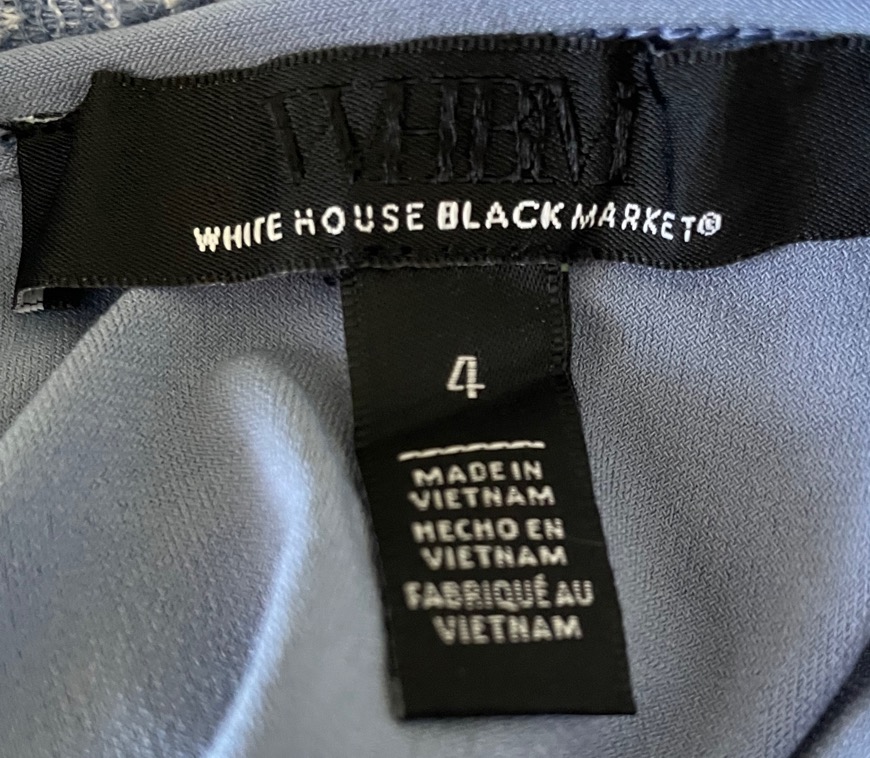 WHBM
WHITE HOUSE BLACK MARKET®
4
MADE IN
VIETNAM
HECHO EN
VIETNAM
FABRIQUÉ AU
VIETNAM